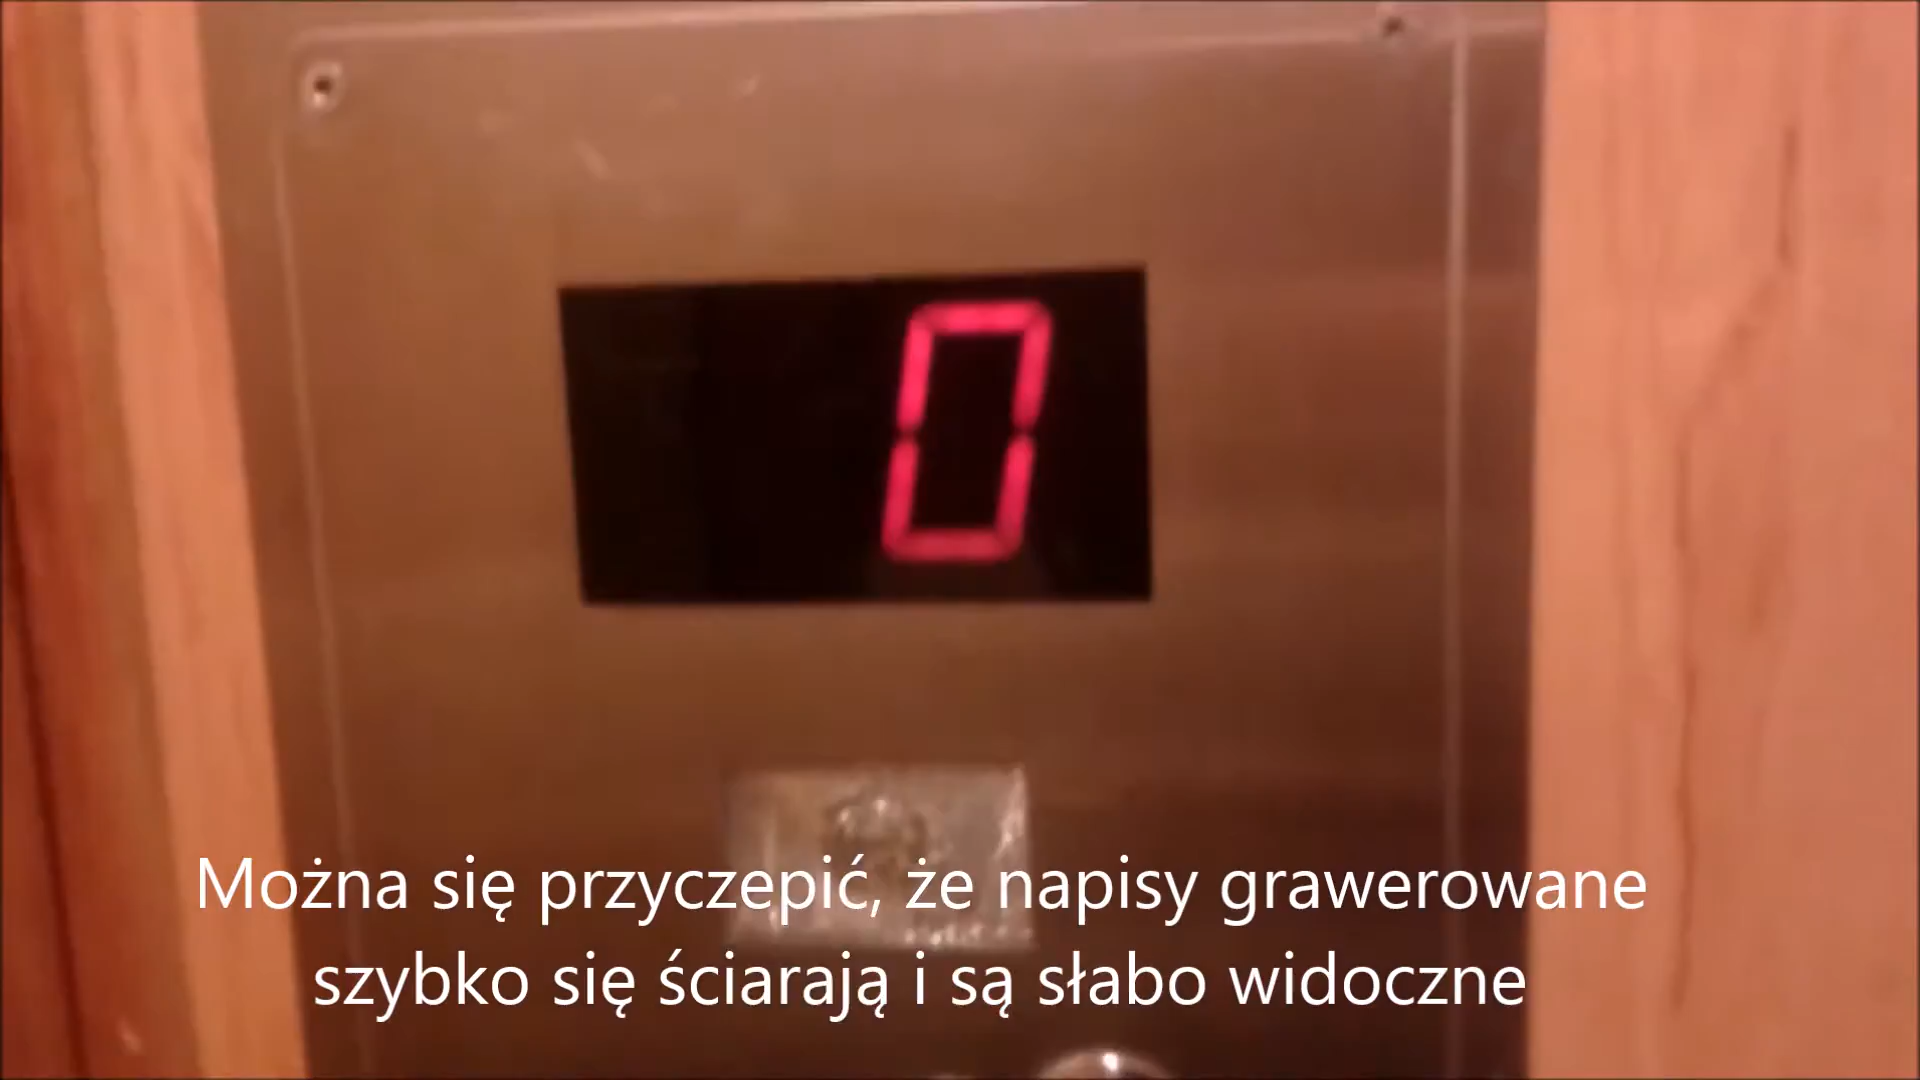 0
Można się przyczepić, że napisy grawerowane
szybko się ściarają i są słabo widoczne